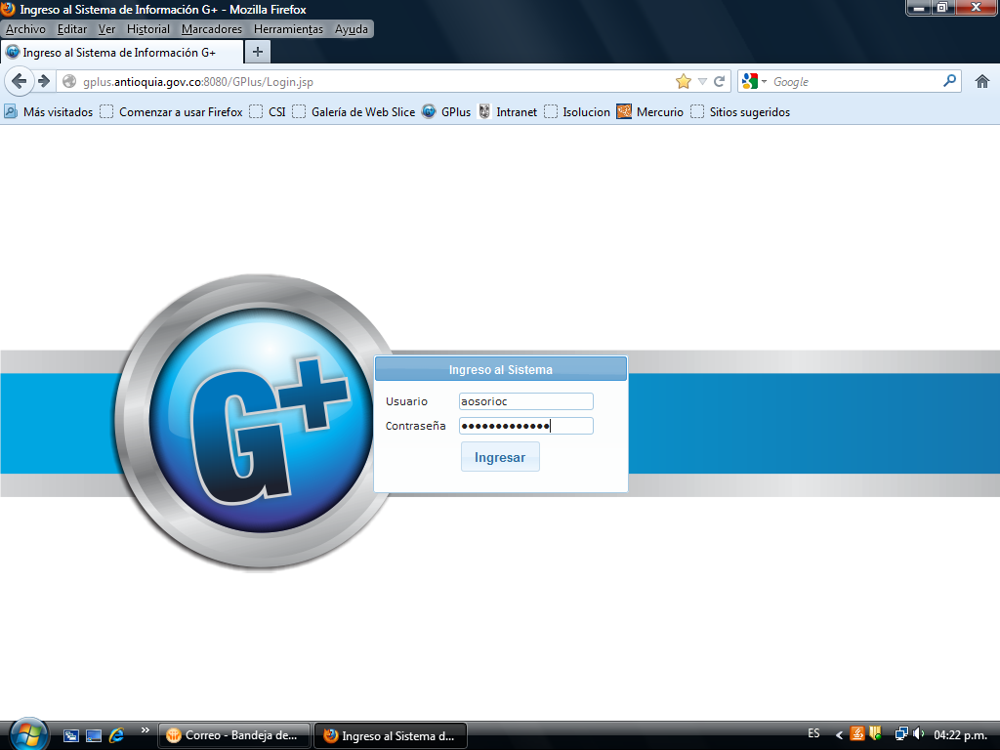 Ingreso al Sistema de Información G+ - Mozilla Firefox
Archivo Editar Ver Historial Marcadores Herramientas Ayuda
Ingreso al Sistema de Información G+
gplus.antioquia.gov.co:8080/GPlus/Login.jsp Google
Más visitados Comenzar a usar Firefox CSI Galería de Web Slice GPlus Intranet Isolucion Mercurio Sitios sugeridos
G+
Ingreso al Sistema
Usuario aosorioc
Contraseña •••••••••••••
Ingresar
Correo - Bandeja de... Ingreso al Sistema d... ES 04:22 p.m.